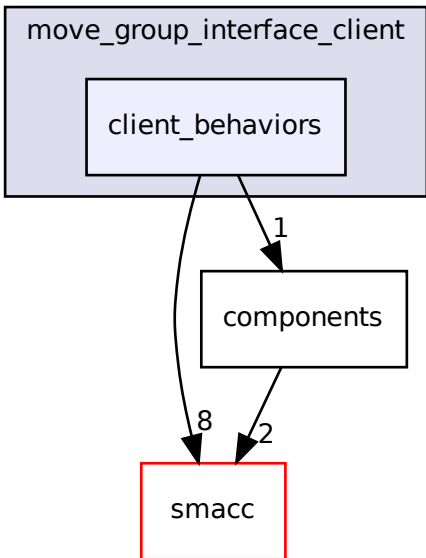 move_group_interface_client
client_behaviors
1
components
8
2
smacc